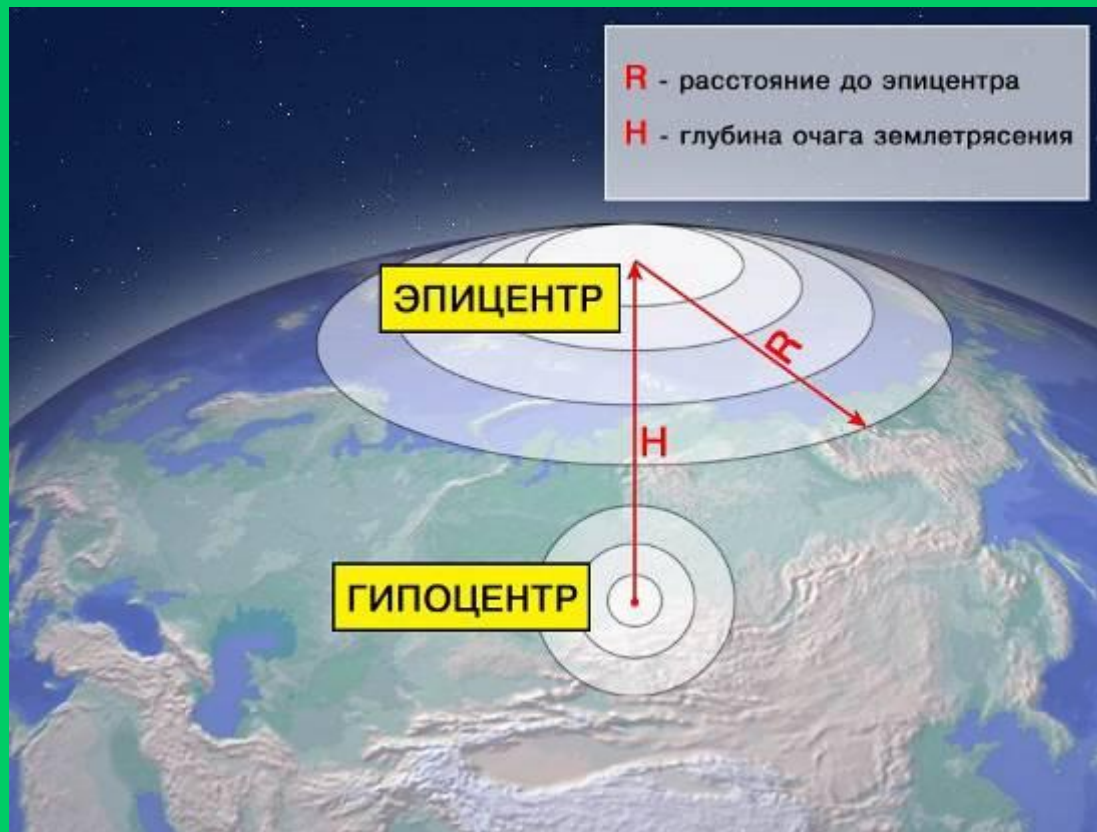 R - расстояние до эпицентра
H - глубина очага землетрясения
ЭПИЦЕНТР
R
H
ГИПОЦЕНТР